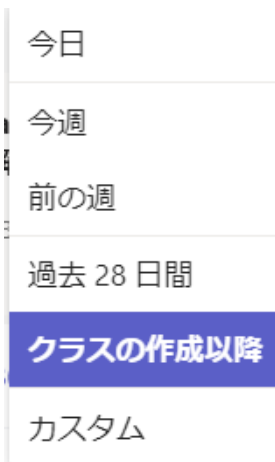 今日
今週
前の週
過去 28 日間
クラスの作成以降
カスタム